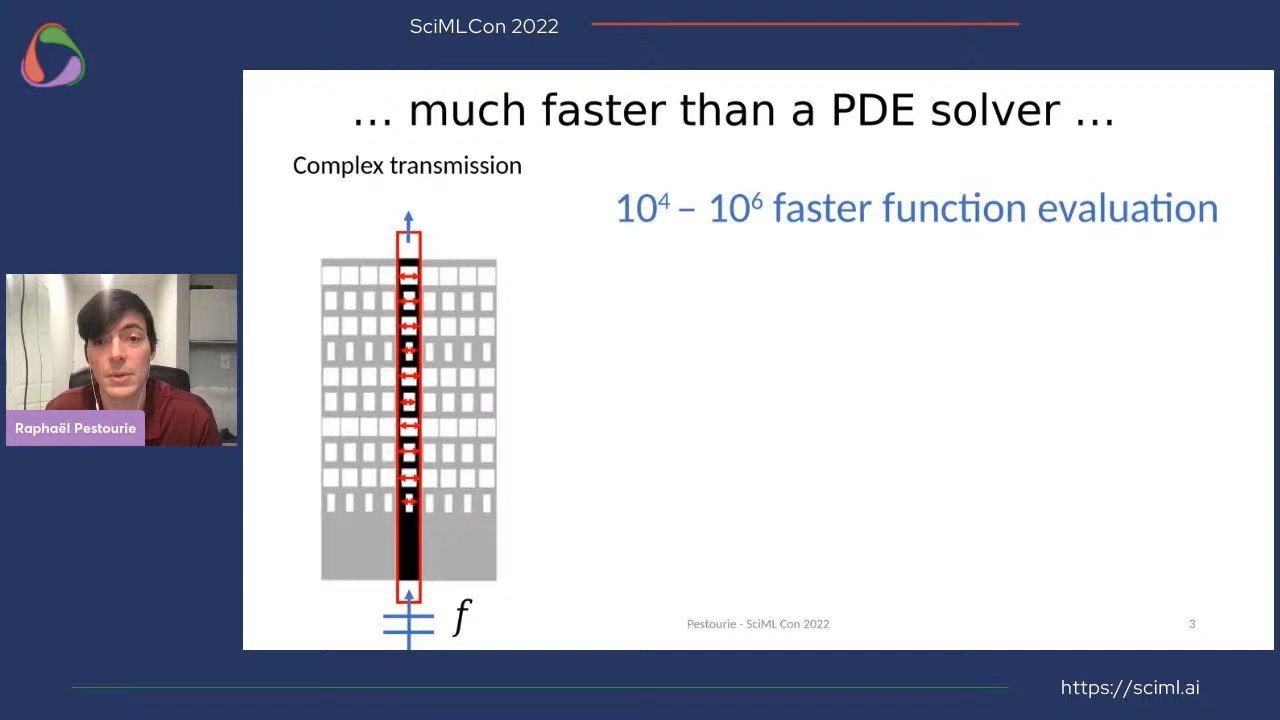 SciMLCon 2022
... much faster than a PDE solver ...
Complex transmission
10⁴ – 10⁶ faster function evaluation
Raphaël Pestourie
f
Pestourie - SciML Con 2022
3
https://sciml.ai